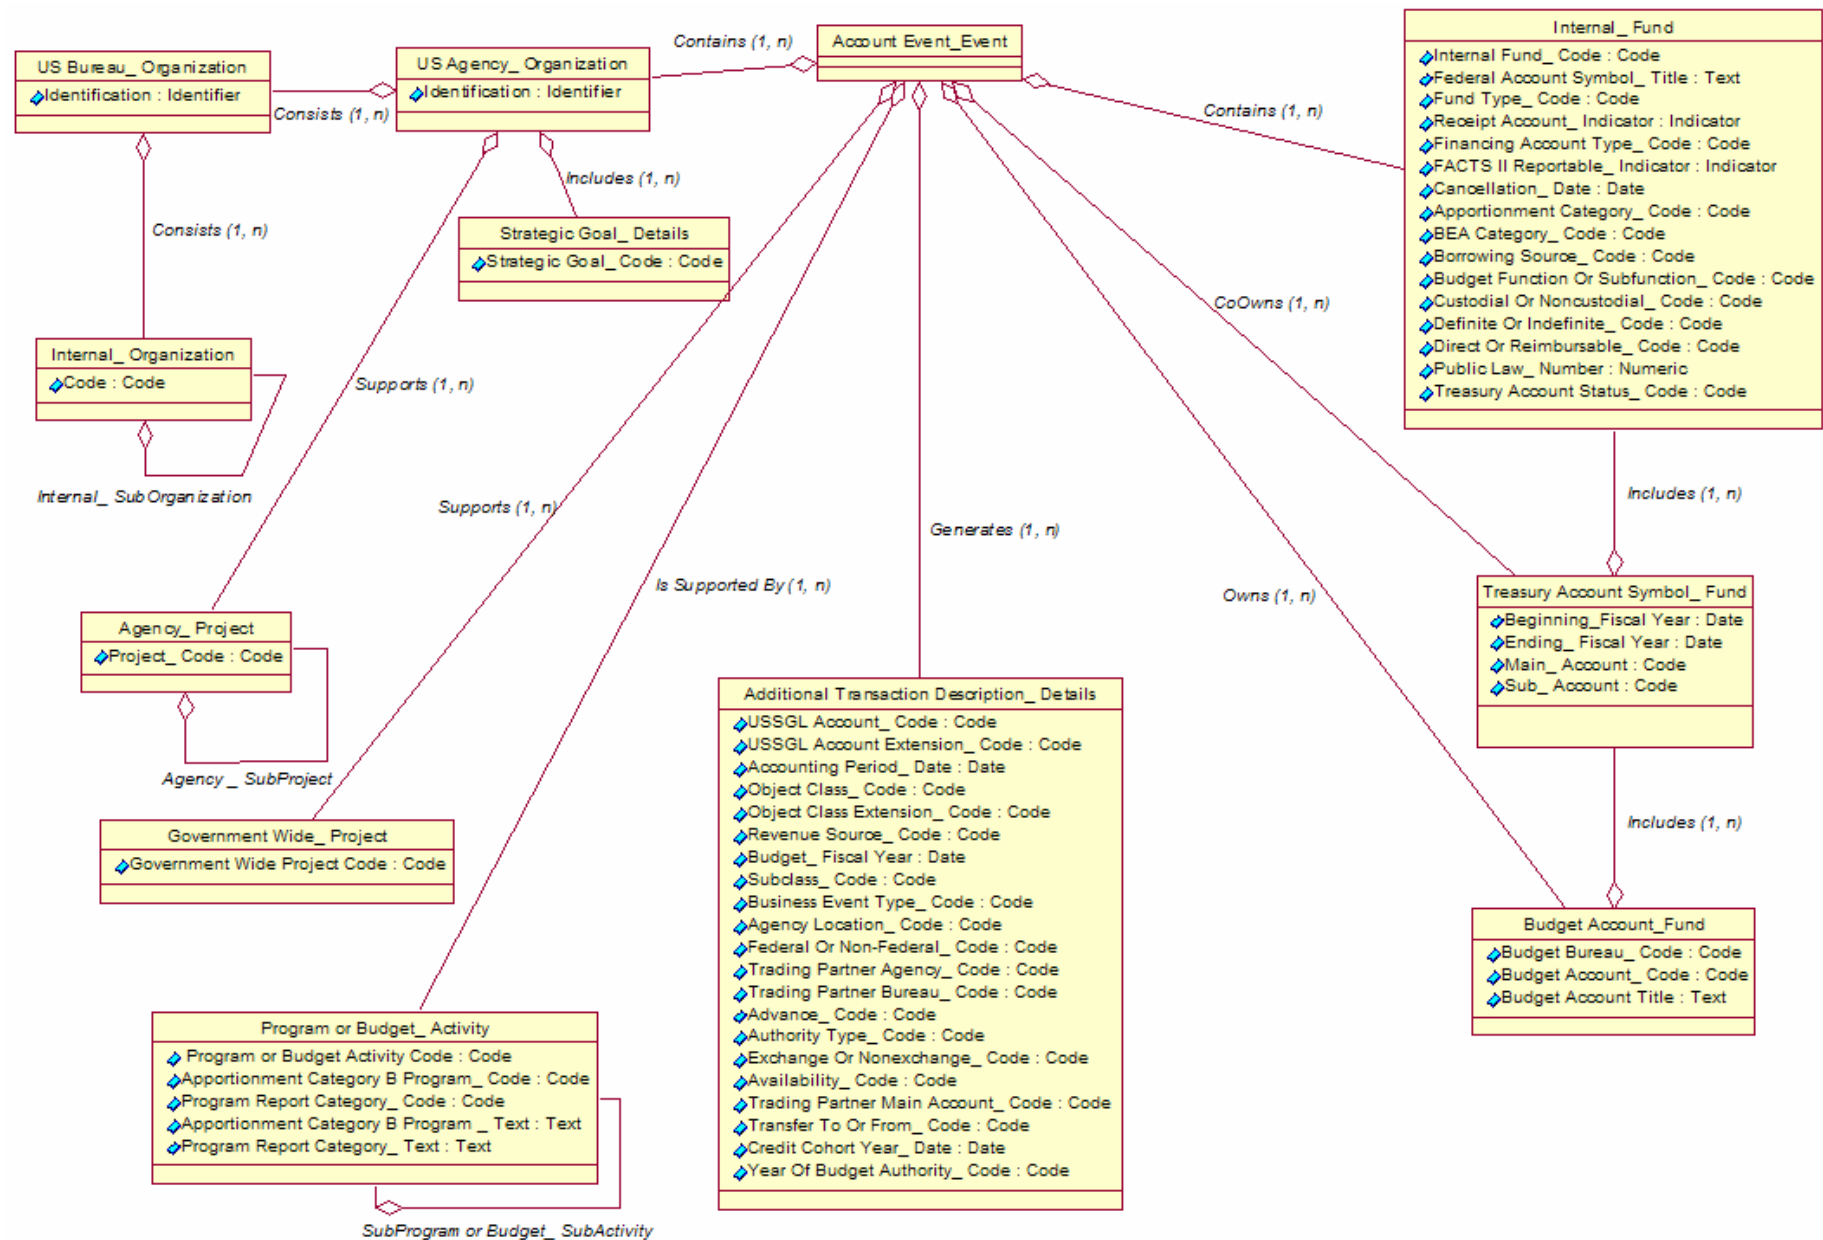 US Bureau_ Organization
Identification : Identifier
Consists (1, n)
US Agency_ Organization
Identification : Identifier
Contains (1, n)
Account Event_Event
Contains (1, n)
Internal_ Fund
Internal Fund_ Code : Code
Federal Account Symbol_ Title : Text
Fund Type_ Code : Code
Receipt Account_ Indicator : Indicator
Financing Account Type_ Code : Code
FACTS II Reportable_ Indicator : Indicator
Cancellation_ Date : Date
Apportionment Category_ Code : Code
BEA Category_ Code : Code
Borrowing Source_ Code : Code
Budget Function Or Subfunction_ Code : Code
Custodial Or Noncustodial_ Code : Code
Definite Or Indefinite_ Code : Code
Direct Or Reimbursable_ Code : Code
Public Law_ Number : Numeric
Treasury Account Status_ Code : Code
Includes (1, n)
Strategic Goal_ Details
Strategic Goal_ Code : Code
Consists (1, n)
Internal_ Organization
Code : Code
Internal_ SubOrganization
Supports (1, n)
Supports (1, n)
Is Supported By (1, n)
Generates (1, n)
CoOwns (1, n)
Owns (1, n)
Includes (1, n)
Treasury Account Symbol_ Fund
Beginning_Fiscal Year : Date
Ending_ Fiscal Year : Date
Main_ Account : Code
Sub_ Account : Code
Includes (1, n)
Budget Account_Fund
Budget Bureau_ Code : Code
Budget Account_ Code : Code
Budget Account Title : Text
Agency_ Project
Project_ Code : Code
Agency _ SubProject
Government Wide_ Project
Government Wide Project Code : Code
Additional Transaction Description_ Details
USSGL Account_ Code : Code
USSGL Account Extension_ Code : Code
Accounting Period_ Date : Date
Object Class_ Code : Code
Object Class Extension_ Code : Code
Revenue Source_ Code : Code
Budget_ Fiscal Year : Date
Subclass_ Code : Code
Business Event Type_ Code : Code
Agency Location_ Code : Code
Federal Or Non-Federal_ Code : Code
Trading Partner Agency_ Code : Code
Trading Partner Bureau_ Code : Code
Advance_ Code : Code
Authority Type_ Code : Code
Exchange Or Nonexchange_ Code : Code
Availability_ Code : Code
Trading Partner Main Account_ Code : Code
Transfer To Or From_ Code : Code
Credit Cohort Year_ Date : Date
Year Of Budget Authority_ Code : Code
Program or Budget_ Activity
Program or Budget Activity Code : Code
Apportionment Category B Program_ Code : Code
Program Report Category_ Code : Code
Apportionment Category B Program _ Text : Text
Program Report Category_ Text : Text
SubProgram or Budget_ SubActivity